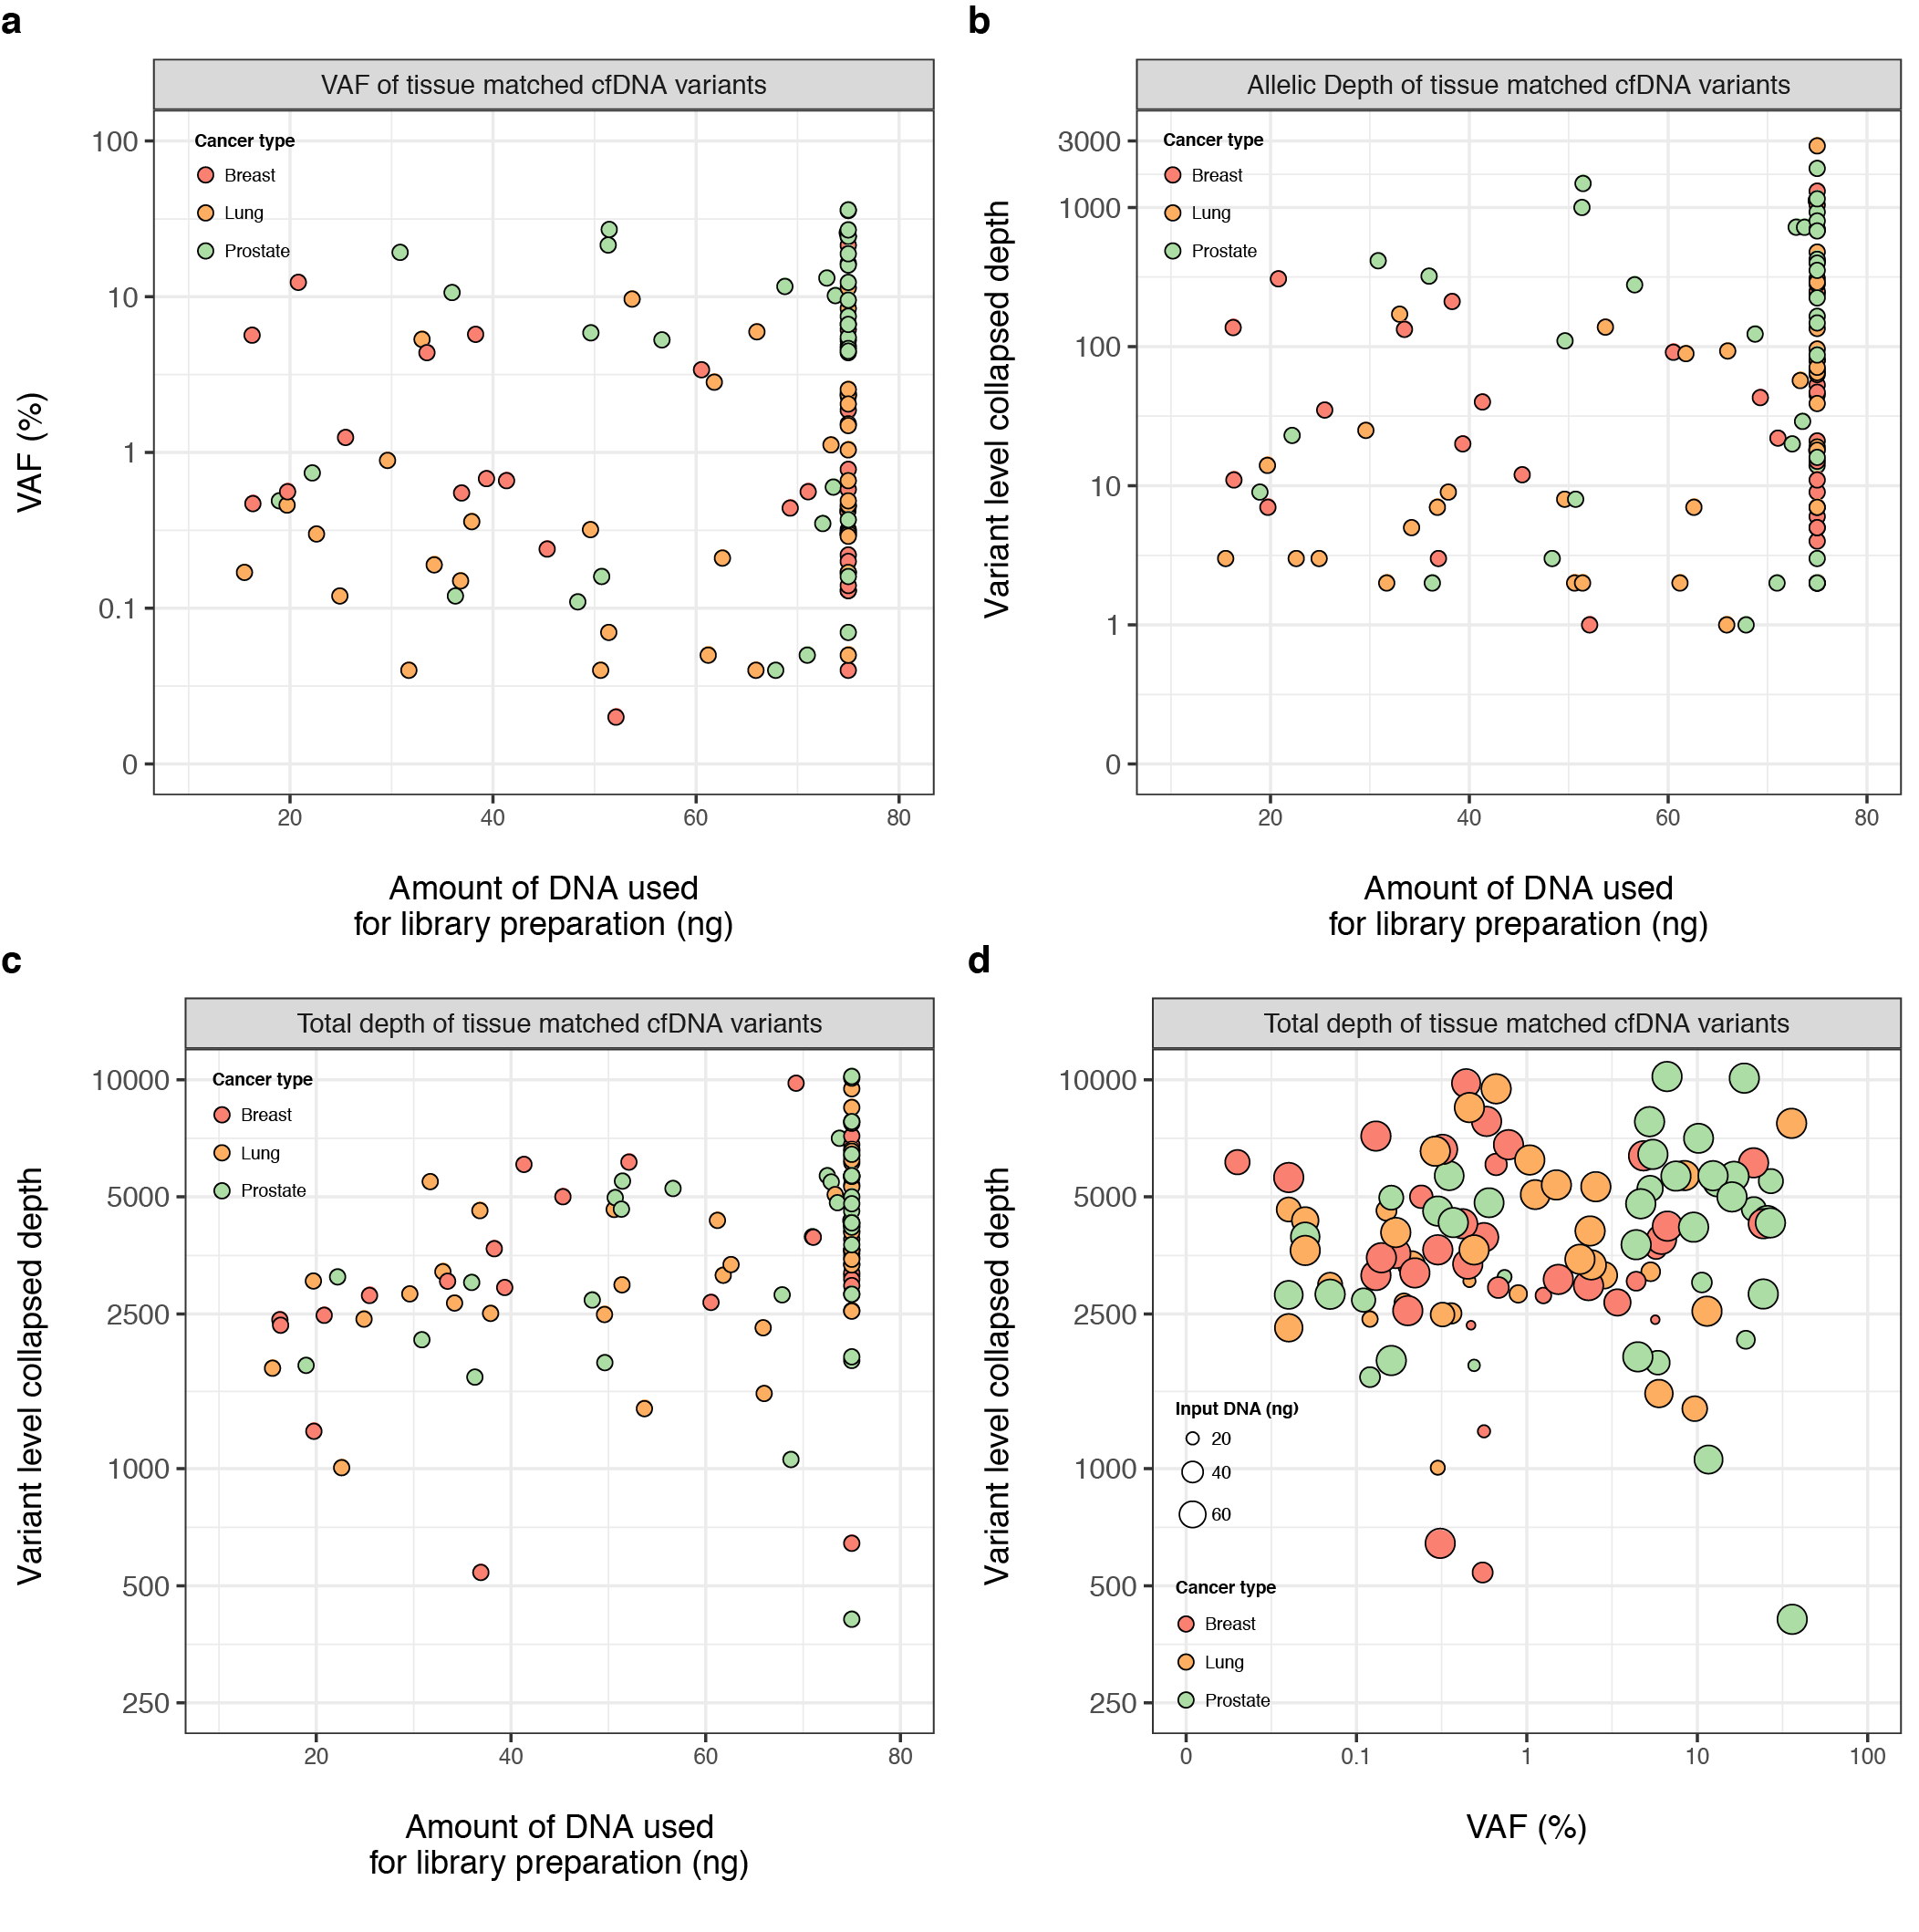 a
VAF of tissue matched cfDNA variants
Cancer type
Breast
Lung
Prostate
100
10
1
0.1
0
VAF (%)
20 40 60 80
Amount of DNA used
for library preparation (ng)
b
Allelic Depth of tissue matched cfDNA variants
Cancer type
Breast
Lung
Prostate
3000
1000
100
10
1
0
Variant level collapsed depth
20 40 60 80
Amount of DNA used
for library preparation (ng)
c
Total depth of tissue matched cfDNA variants
Cancer type
Breast
Lung
Prostate
10000
5000
2500
1000
500
250
Variant level collapsed depth
20 40 60 80
Amount of DNA used
for library preparation (ng)
d
Total depth of tissue matched cfDNA variants
10000
5000
2500
1000
500
250
Variant level collapsed depth
Input DNA (ng)
20
40
60
Cancer type
Breast
Lung
Prostate
0 0.1 1 10 100
VAF (%)